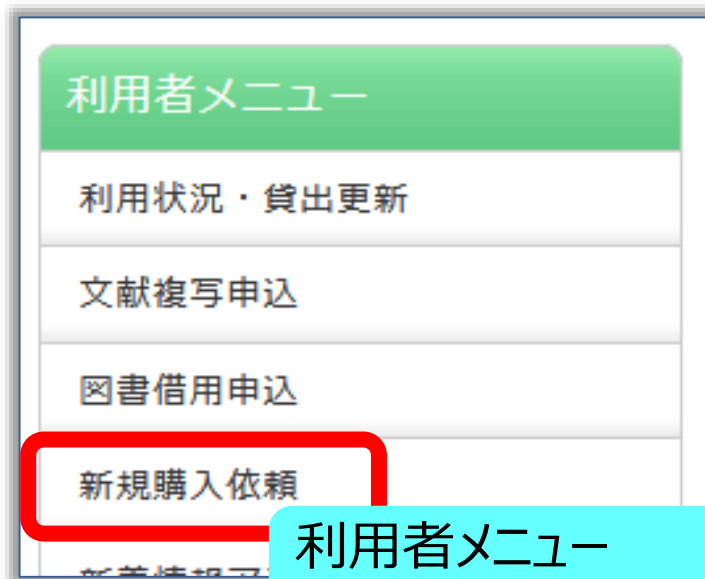 利用者メニュー
利用状況・貸出更新
文献複写申込
図書借用申込
新規購入依頼
利用者メニュー